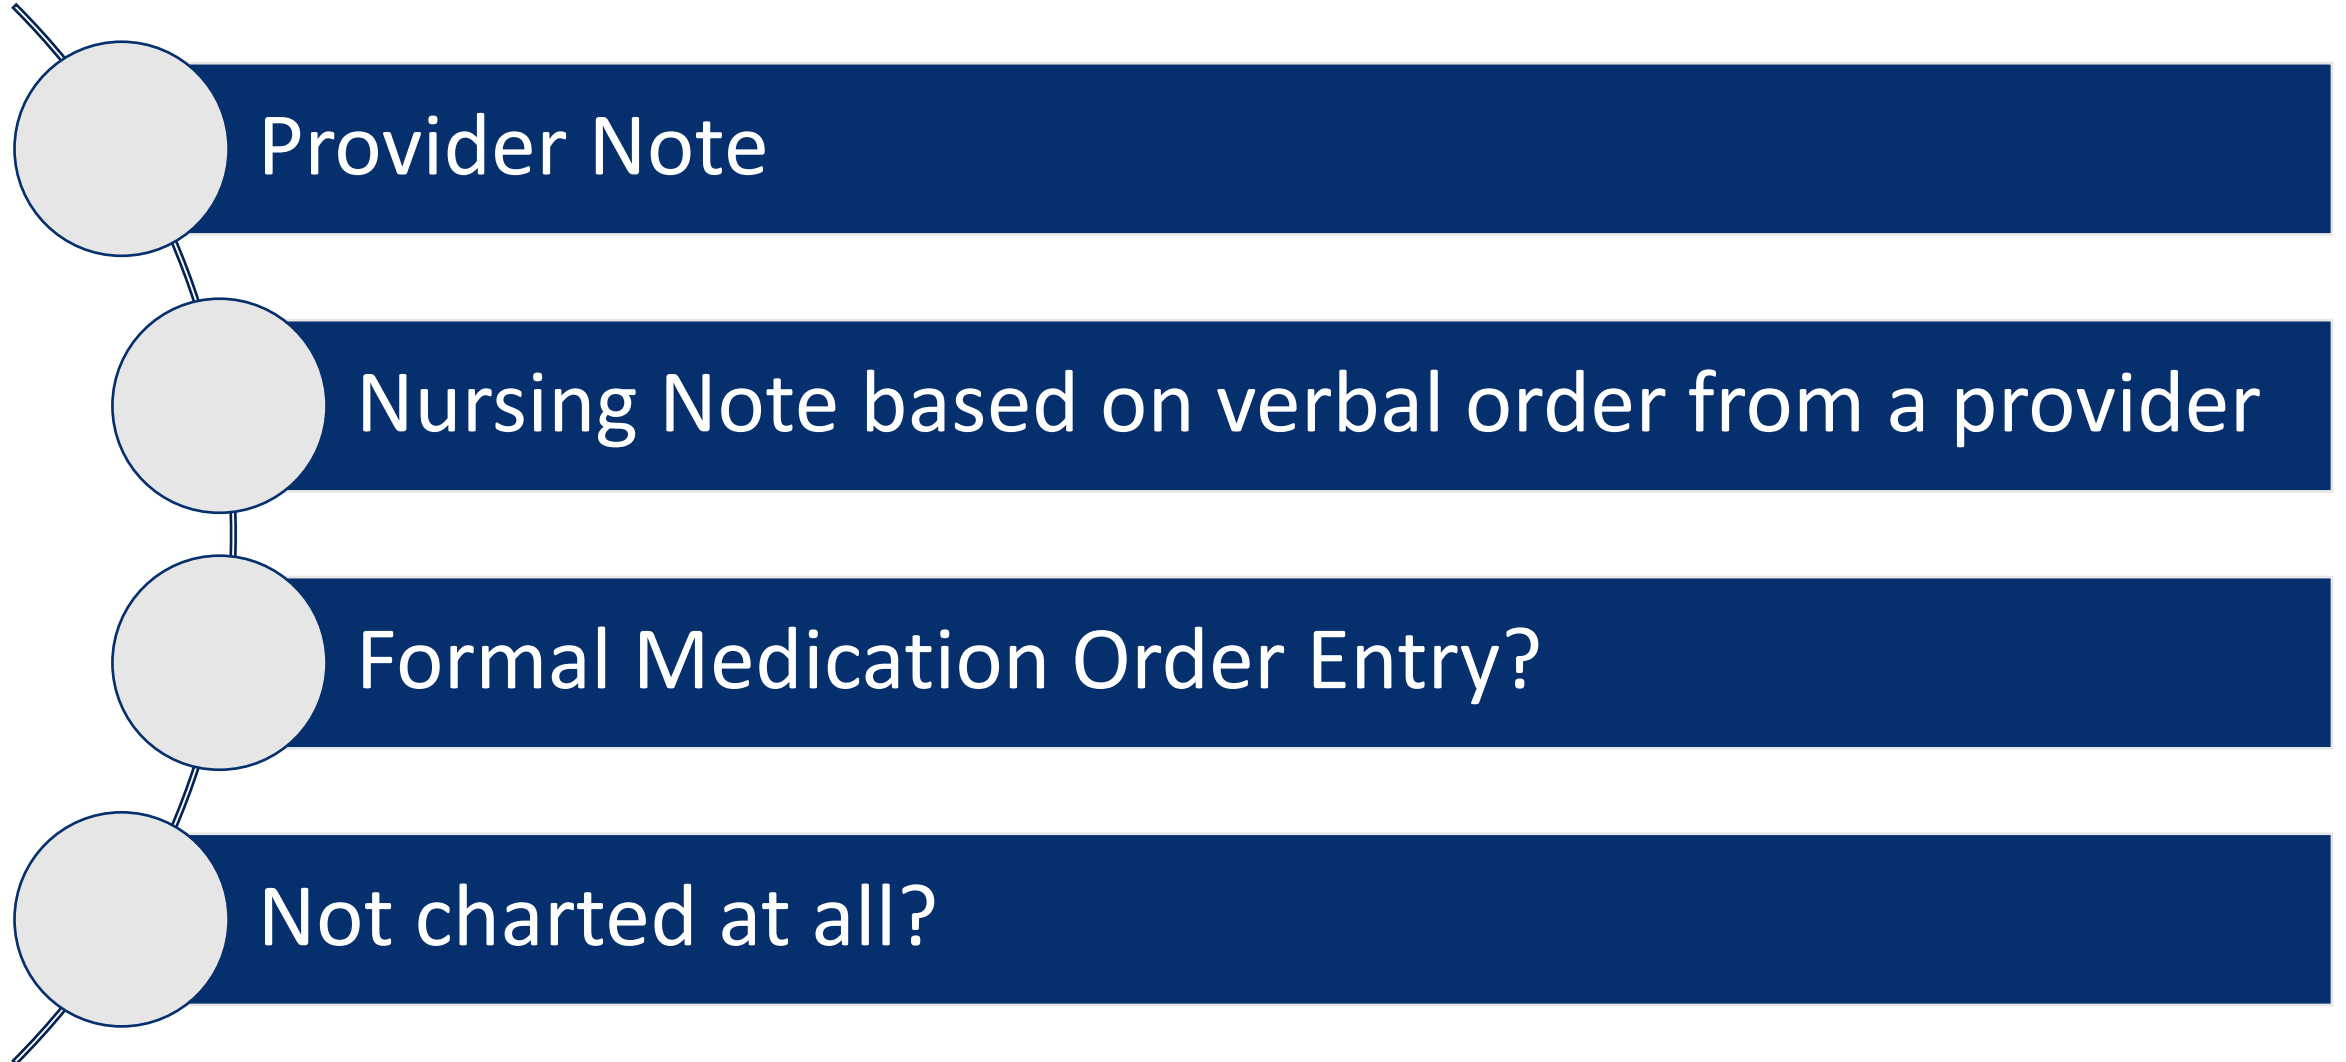 Provider Note
Nursing Note based on verbal order from a provider
Formal Medication Order Entry?
Not charted at all?